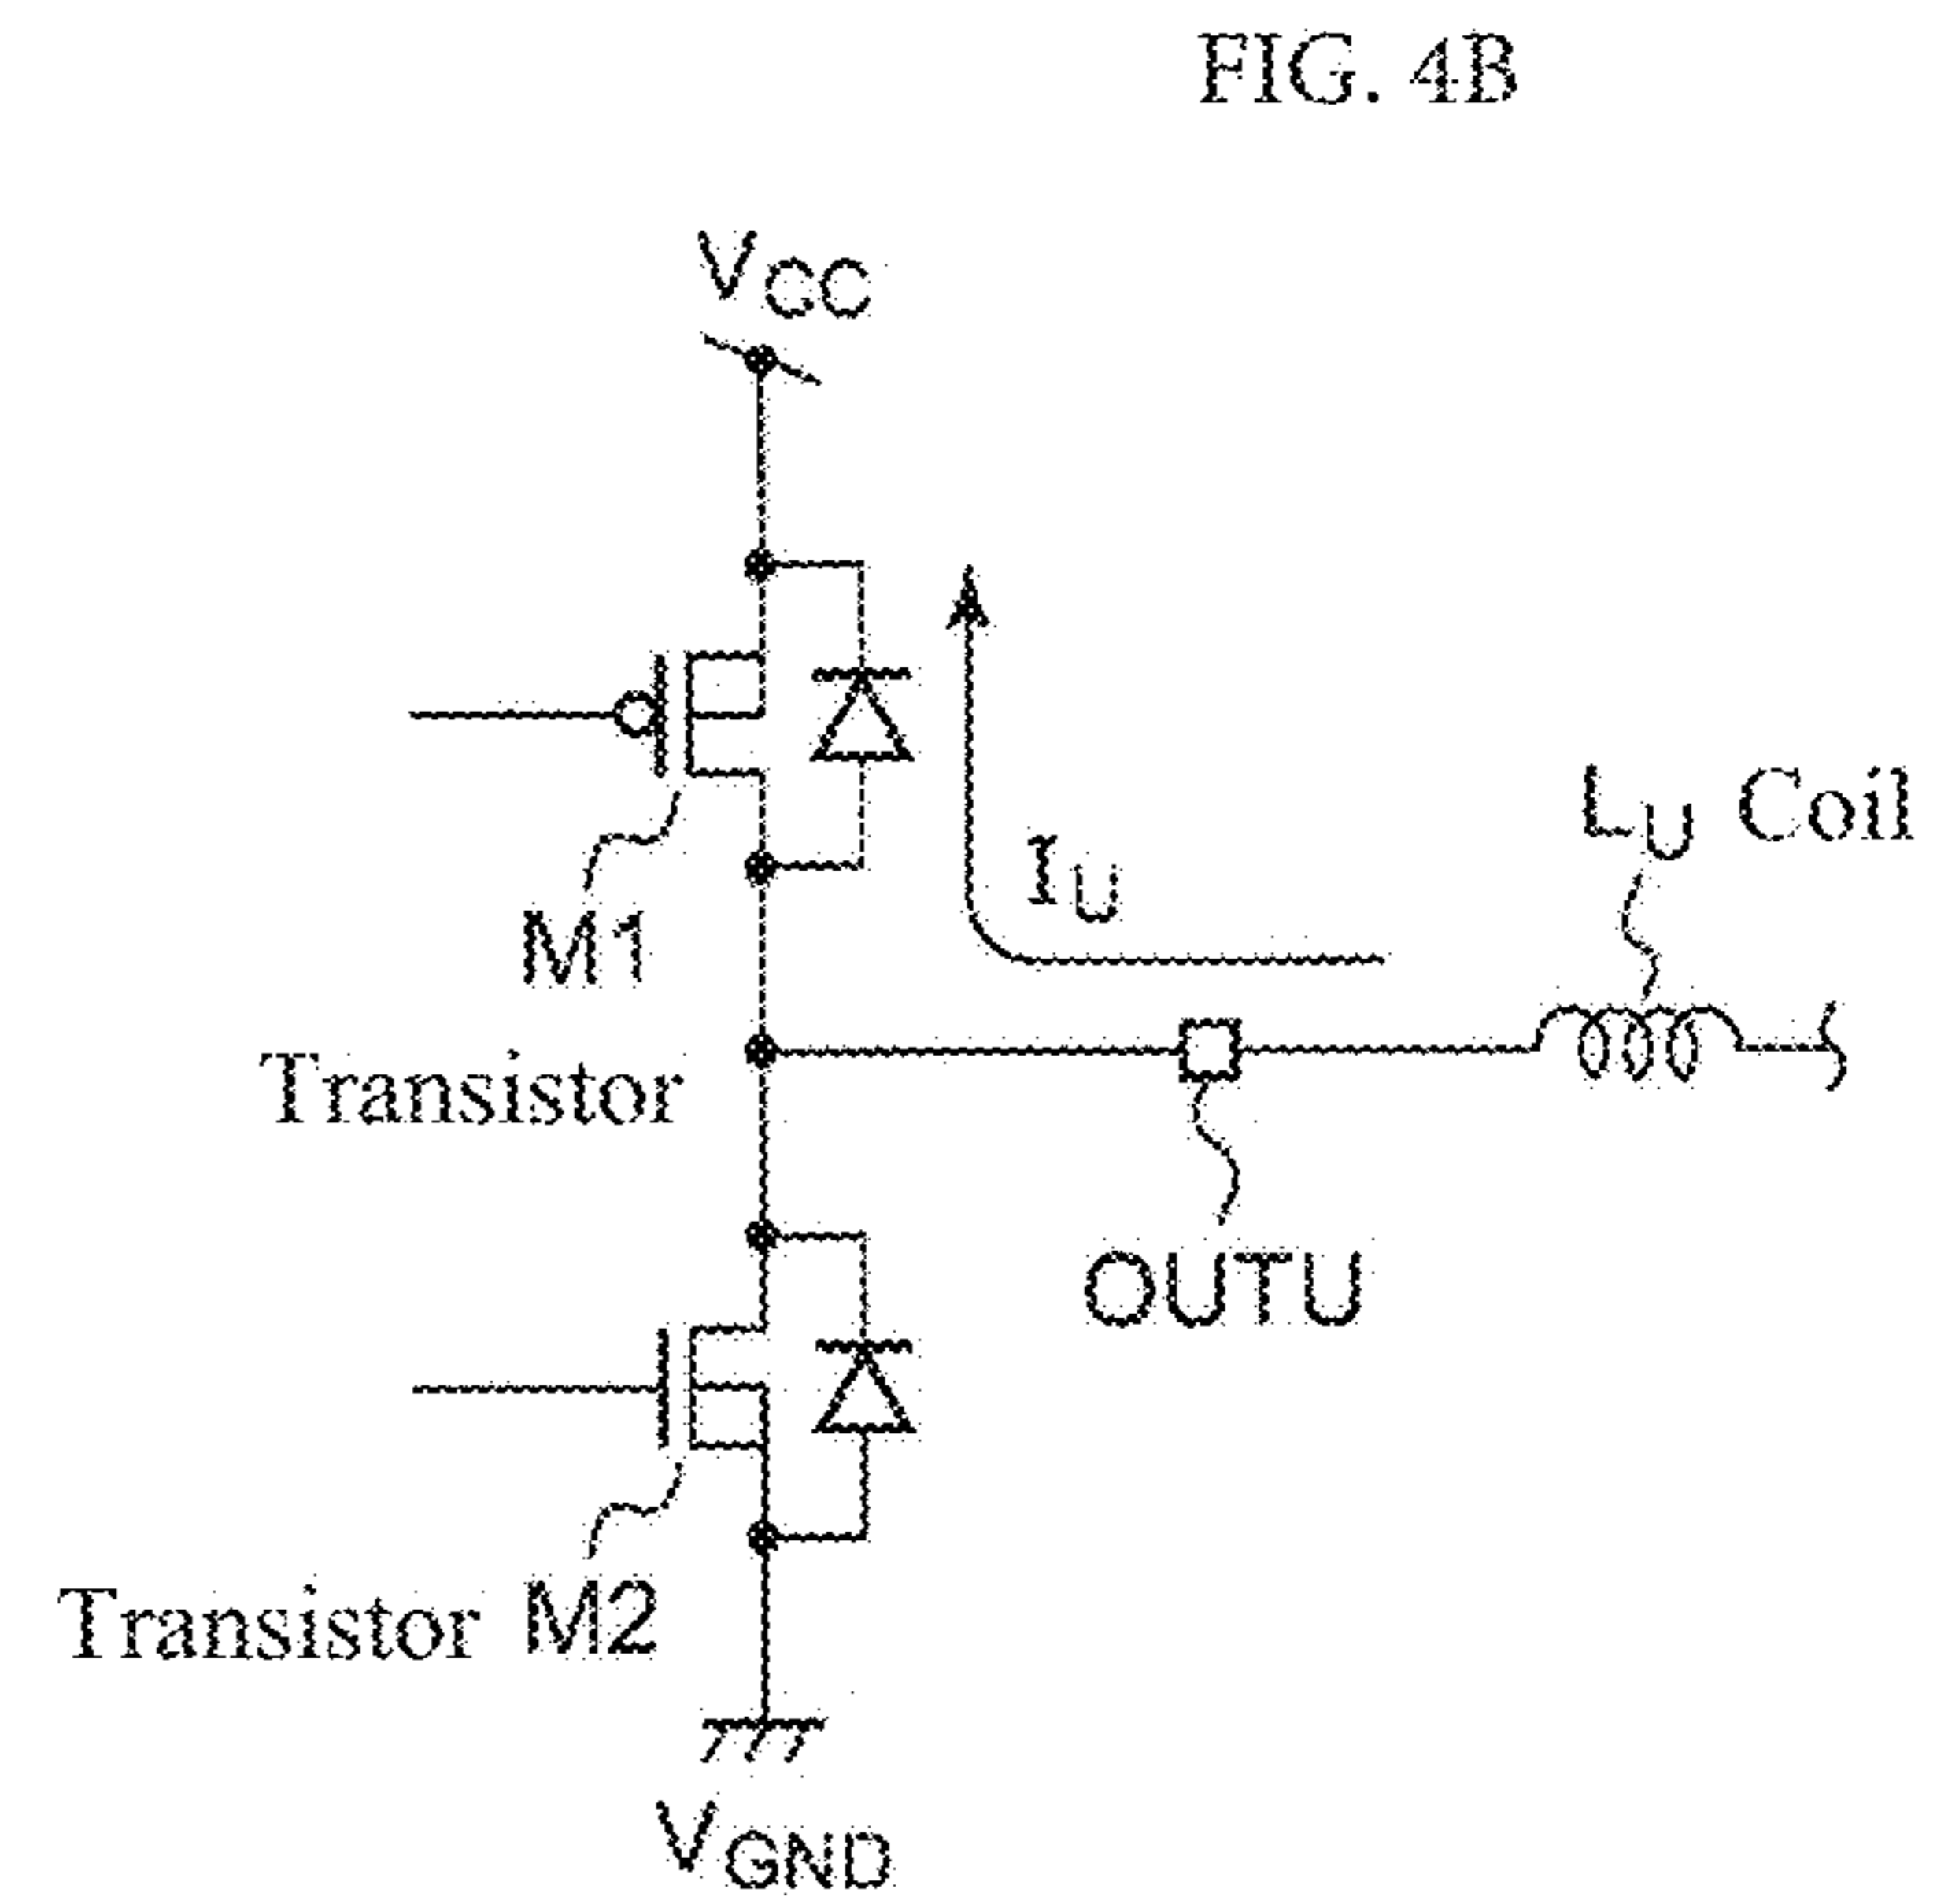 FIG. 4B
VCC
LU Coil
IU
M1
Transistor
OUTU
Transistor M2
VGND